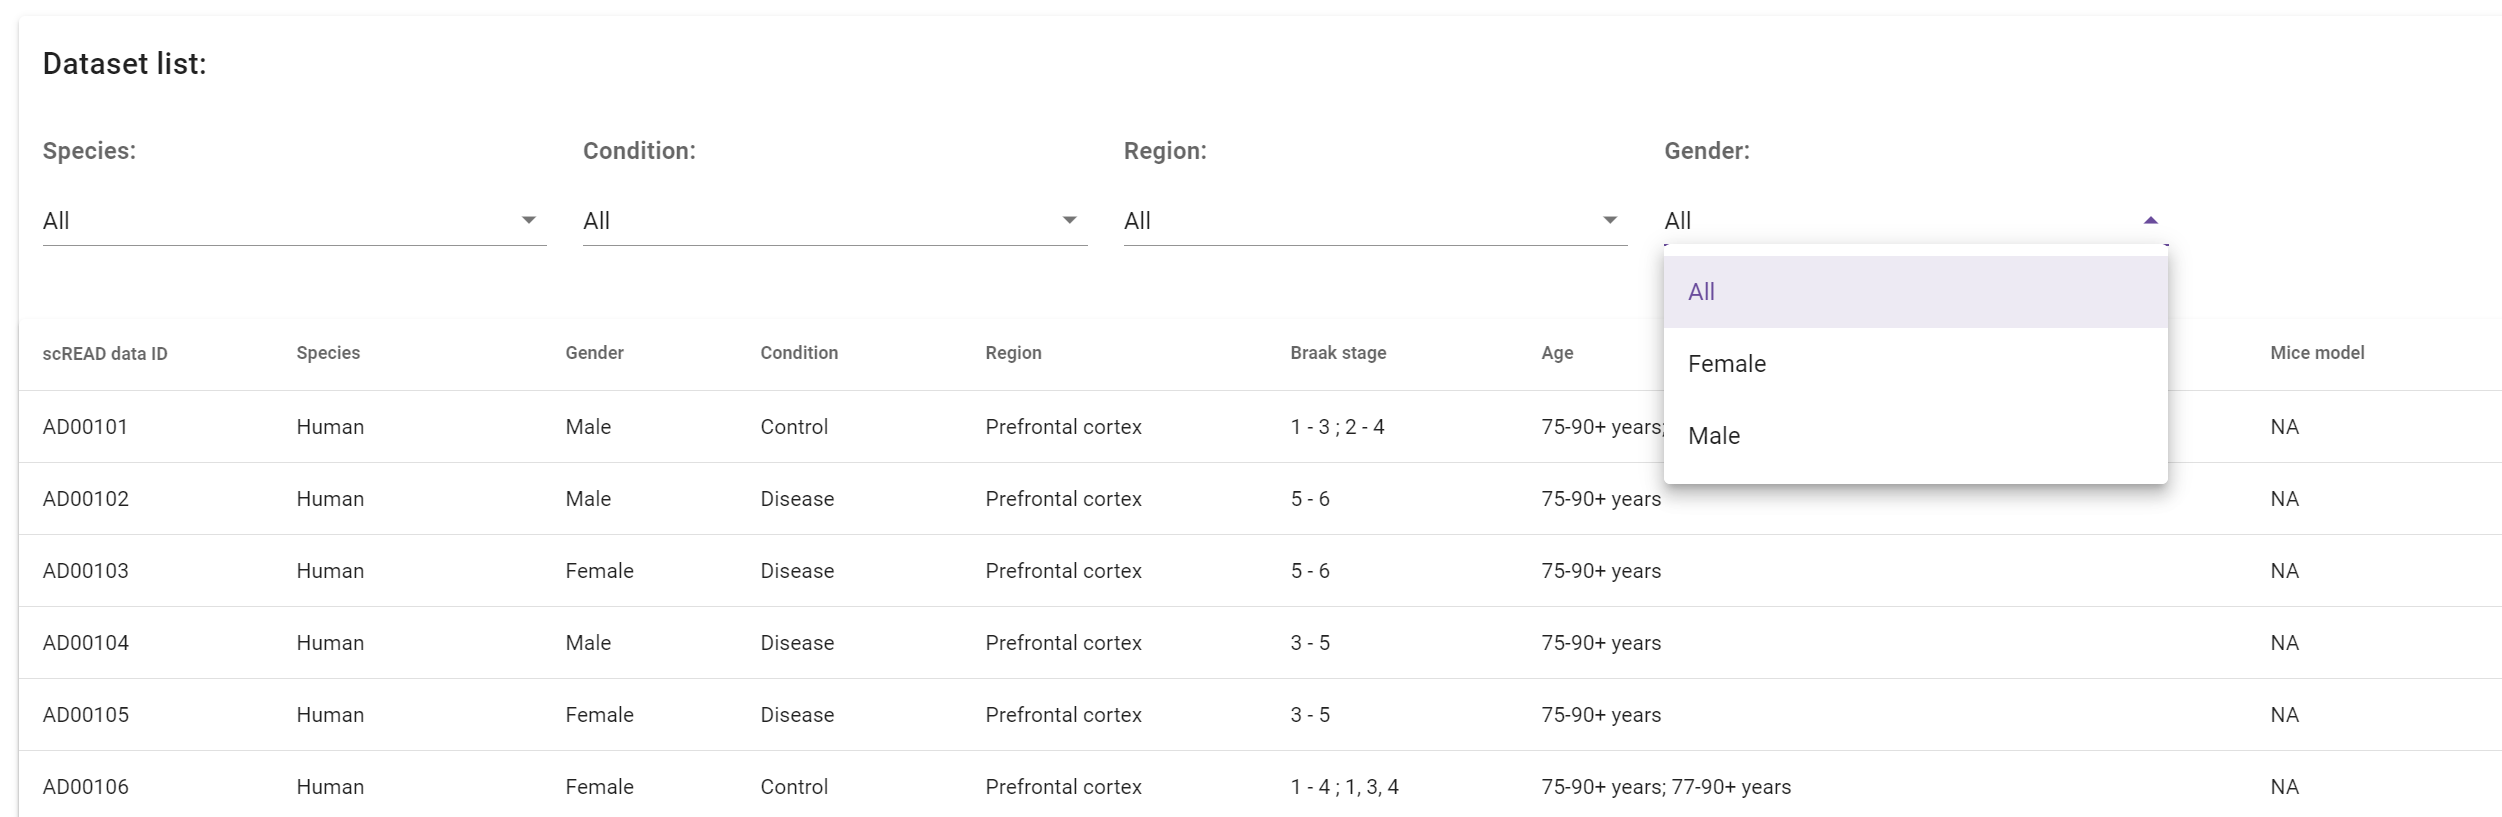 Dataset list:
Species: Condition: Region: Gender:
All All All All
All
Female
Male
scREAD data ID Species Gender Condition Region Braak stage Age Mice model
AD00101 Human Male Control Prefrontal cortex 1 - 3 ; 2 - 4 75-90+ years; NA
AD00102 Human Male Disease Prefrontal cortex 5 - 6 75-90+ years NA
AD00103 Human Female Disease Prefrontal cortex 5 - 6 75-90+ years NA
AD00104 Human Male Disease Prefrontal cortex 3 - 5 75-90+ years NA
AD00105 Human Female Disease Prefrontal cortex 3 - 5 75-90+ years NA
AD00106 Human Female Control Prefrontal cortex 1 - 4 ; 1, 3, 4 75-90+ years; 77-90+ years NA